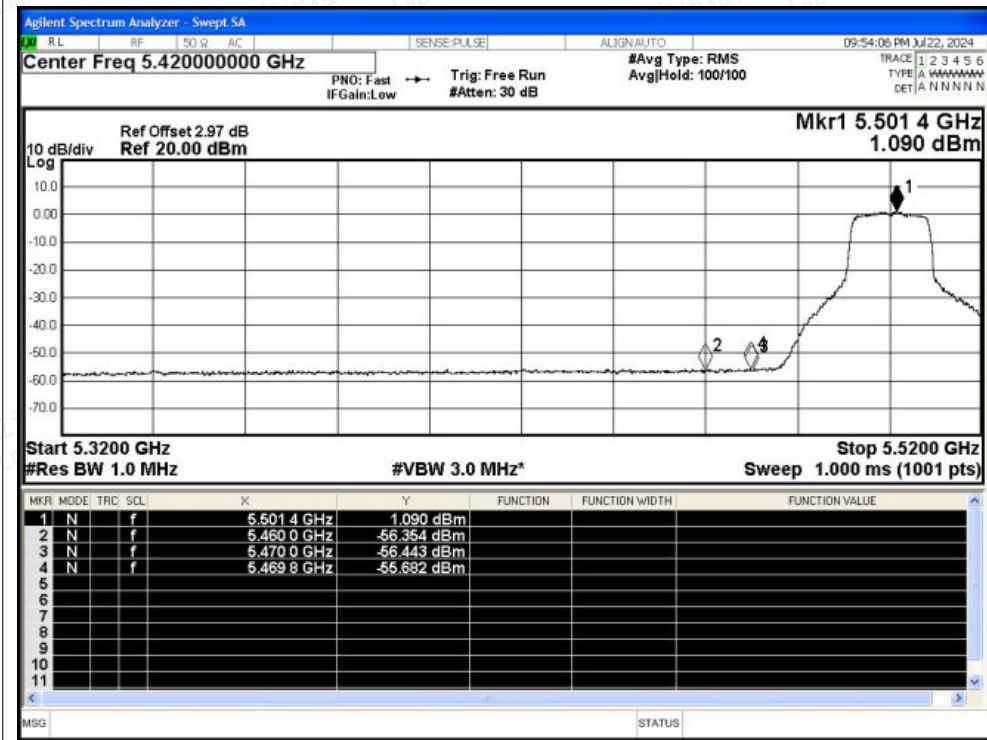 Agilent Spectrum Analyzer - Swept SA
LXI RL RF 50 Ω AC SENSE:PULSE ALIGNAUTO 09:54:06 PM Jul 22, 2024
Center Freq 5.420000000 GHz
PNO: Fast Trig: Free Run #Avg Type: RMS TRACE 1 2 3 4 5 6
IFGain:Low #Atten: 30 dB Avg|Hold: 100/100 TYPE A WWWWW
DET A N N N N N
Mkr1 5.501 4 GHz
1.090 dBm
Ref Offset 2.97 dB
10 dB/div Ref 20.00 dBm
Log
10.0
0.00
-10.0
-20.0
-30.0
-40.0
-50.0
-60.0
-70.0
1
2
4
3
Start 5.3200 GHz Stop 5.5200 GHz
#Res BW 1.0 MHz #VBW 3.0 MHz* Sweep 1.000 ms (1001 pts)
MKR MODE TRC SCL X Y FUNCTION FUNCTION WIDTH FUNCTION VALUE
1 N f 5.501 4 GHz 1.090 dBm
2 N f 5.460 0 GHz -56.354 dBm
3 N f 5.470 0 GHz -56.443 dBm
4 N f 5.469 8 GHz -55.682 dBm
5
6
7
8
9
10
11
MSG STATUS